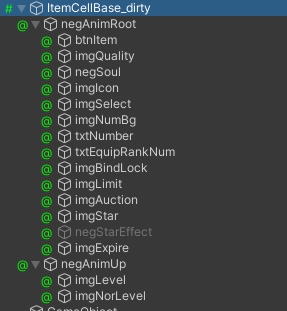 # ItemCellBase_dirty
@ negAnimRoot
@ btnItem
@ imgQuality
@ negSoul
@ imgIcon
@ imgSelect
@ imgNumBg
@ txtNumber
@ txtEquipRankNum
@ imgBindLock
@ imgLimit
@ imgAuction
@ imgStar
@ negStarEffect
@ imgExpire
@ negAnimUp
@ imgLevel
@ imgNorLevel